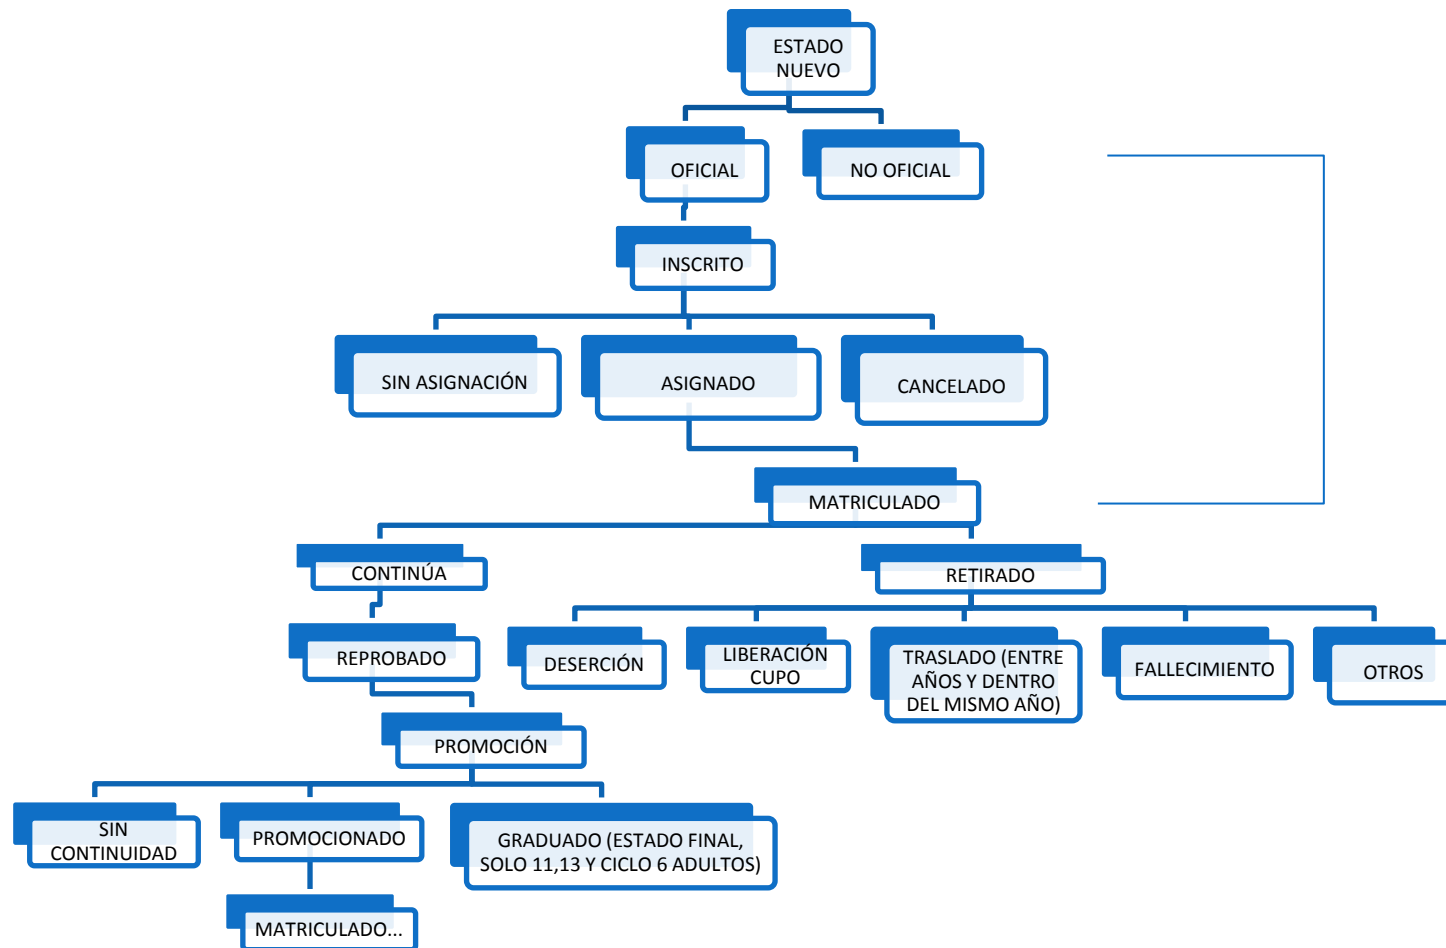 ESTADO
NUEVO
OFICIAL
NO OFICIAL
INSCRITO
SIN ASIGNACIÓN
ASIGNADO
CANCELADO
MATRICULADO
CONTINÚA
RETIRADO
REPROBADO
DESERCIÓN
LIBERACIÓN
CUPO
TRASLADO (ENTRE
AÑOS Y DENTRO
DEL MISMO AÑO)
FALLECIMIENTO
OTROS
PROMOCIÓN
SIN
CONTINUIDAD
PROMOCIONADO
GRADUADO (ESTADO FINAL,
SOLO 11,13 Y CICLO 6 ADULTOS)
MATRICULADO...